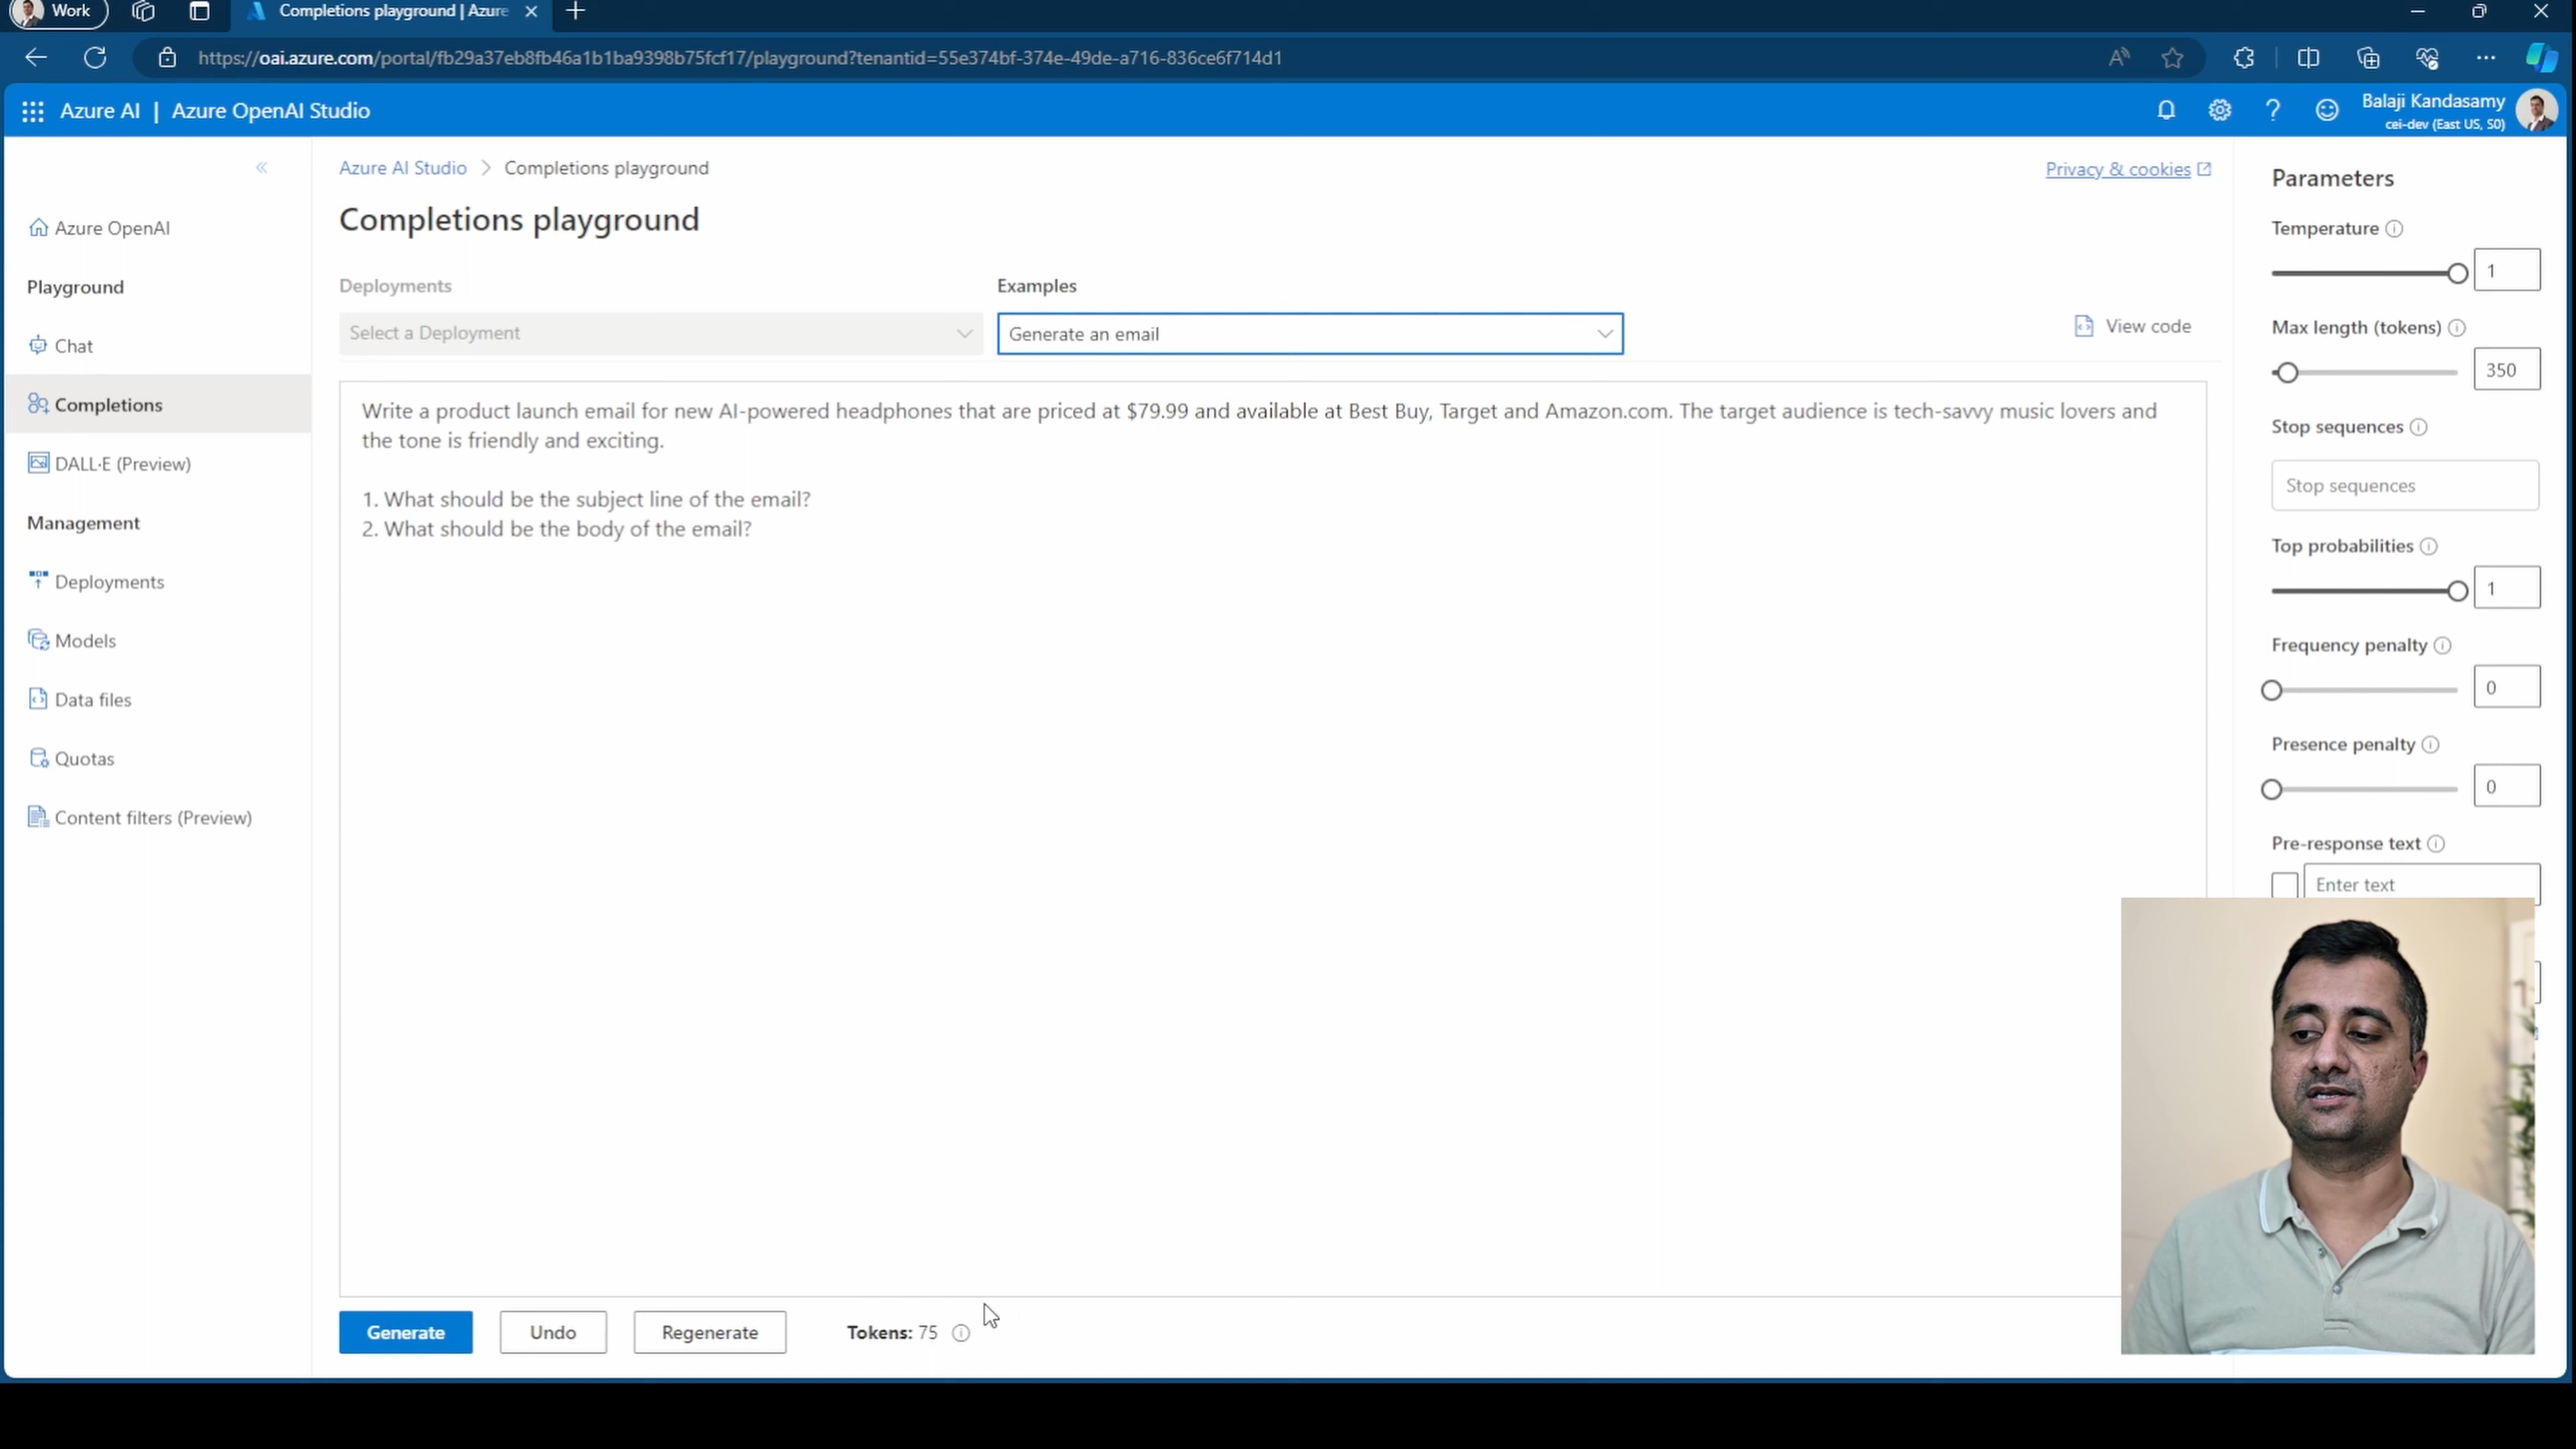 Work
Completions playground | Azure
https://oai.azure.com/portal/fb29a37eb8fb46a1b1ba9398b75fcf17/playground?tenantid=55e374bf-374e-49de-a716-836ce6f714d1
Azure AI | Azure OpenAI Studio
Balaji Kandasamy
cei-dev (East US, S0)
Azure OpenAI
Playground
Chat
Completions
DALL·E (Preview)
Management
Deployments
Models
Data files
Quotas
Content filters (Preview)
Azure AI Studio > Completions playground
Privacy & cookies
Completions playground
Deployments
Select a Deployment
Examples
Generate an email
View code
Write a product launch email for new AI-powered headphones that are priced at $79.99 and available at Best Buy, Target and Amazon.com. The target audience is tech-savvy music lovers and
the tone is friendly and exciting.
1. What should be the subject line of the email?
2. What should be the body of the email?
Generate
Undo
Regenerate
Tokens: 75
Parameters
Temperature
1
Max length (tokens)
350
Stop sequences
Stop sequences
Top probabilities
1
Frequency penalty
0
Presence penalty
0
Pre-response text
Enter text